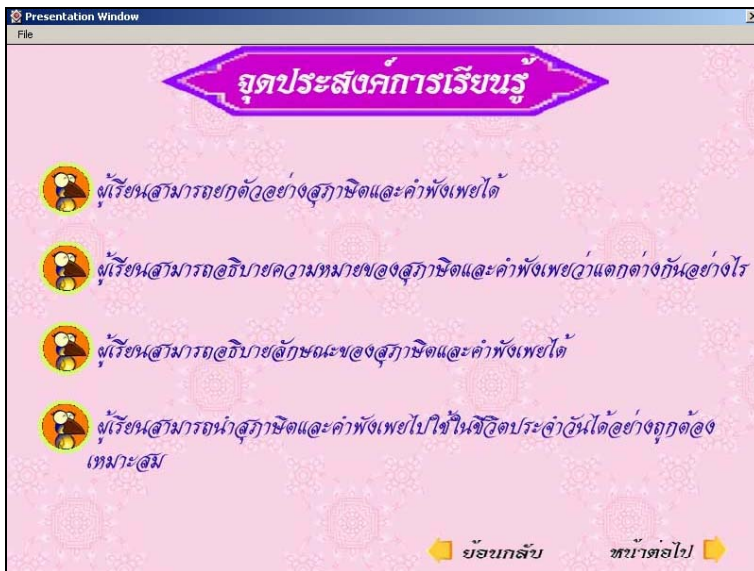 Presentation Window
File
จุดประสงค์การเรียนรู้
ผู้เรียนสามารถยกตัวอย่างสุภาษิตและคำพังเพยได้
ผู้เรียนสามารถอธิบายความหมายของสุภาษิตและคำพังเพยว่าแตกต่างกันอย่างไร
ผู้เรียนสามารถอธิบายลักษณะของสุภาษิตและคำพังเพยได้
ผู้เรียนสามารถนำสุภาษิตและคำพังเพยไปใช้ในชีวิตประจำวันได้อย่างถูกต้อง
เหมาะสม
ย้อนกลับ หน้าต่อไป